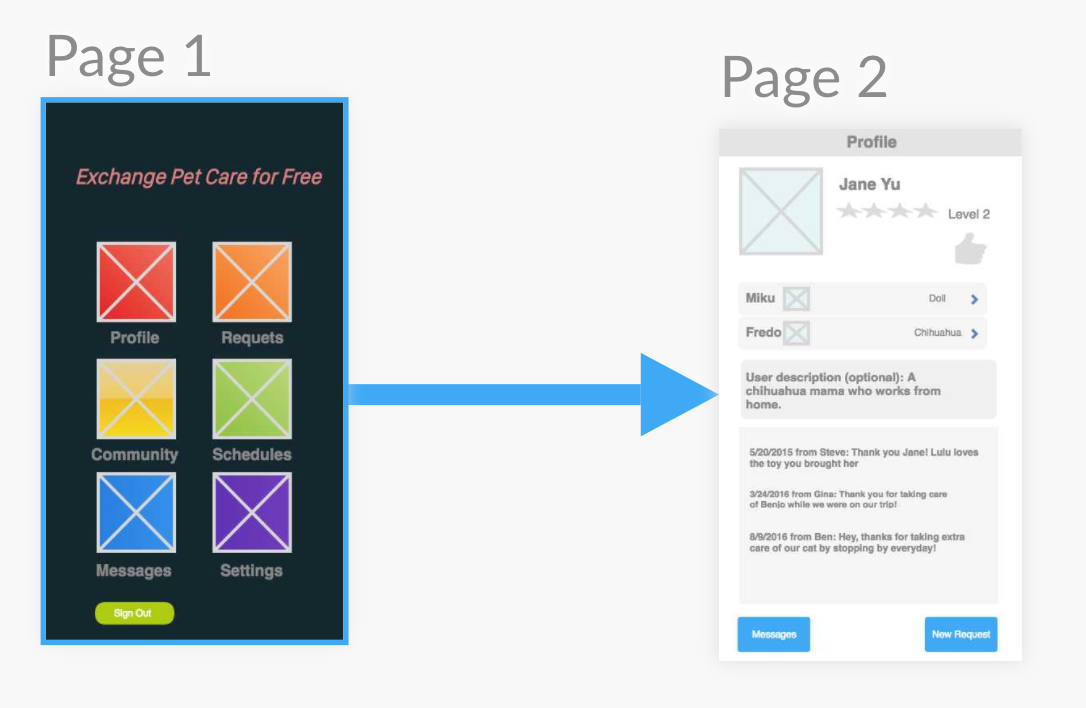 Page 1
Exchange Pet Care for Free
Profile
Requets
Community
Schedules
Messages
Settings
Sign Out
Page 2
Profile
Jane Yu
Level 2
Miku
Doll
Fredo
Chihuahua
User description (optional): A
chihuahua mama who works from
home.
5/20/2015 from Steve: Thank you Jane! Lulu loves
the toy you brought her
3/24/2016 from Gina: Thank you for taking care
of Benjo while we were on our trip!
8/9/2016 from Ben: Hey, thanks for taking extra
care of our cat by stopping by everyday!
Messages
New Request